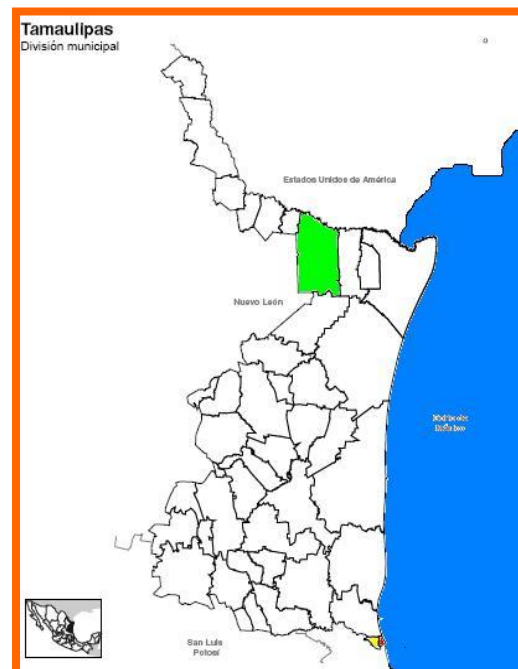 Tamaulipas
División municipal
Estados Unidos de América
Nuevo León
San Luis
Potosí